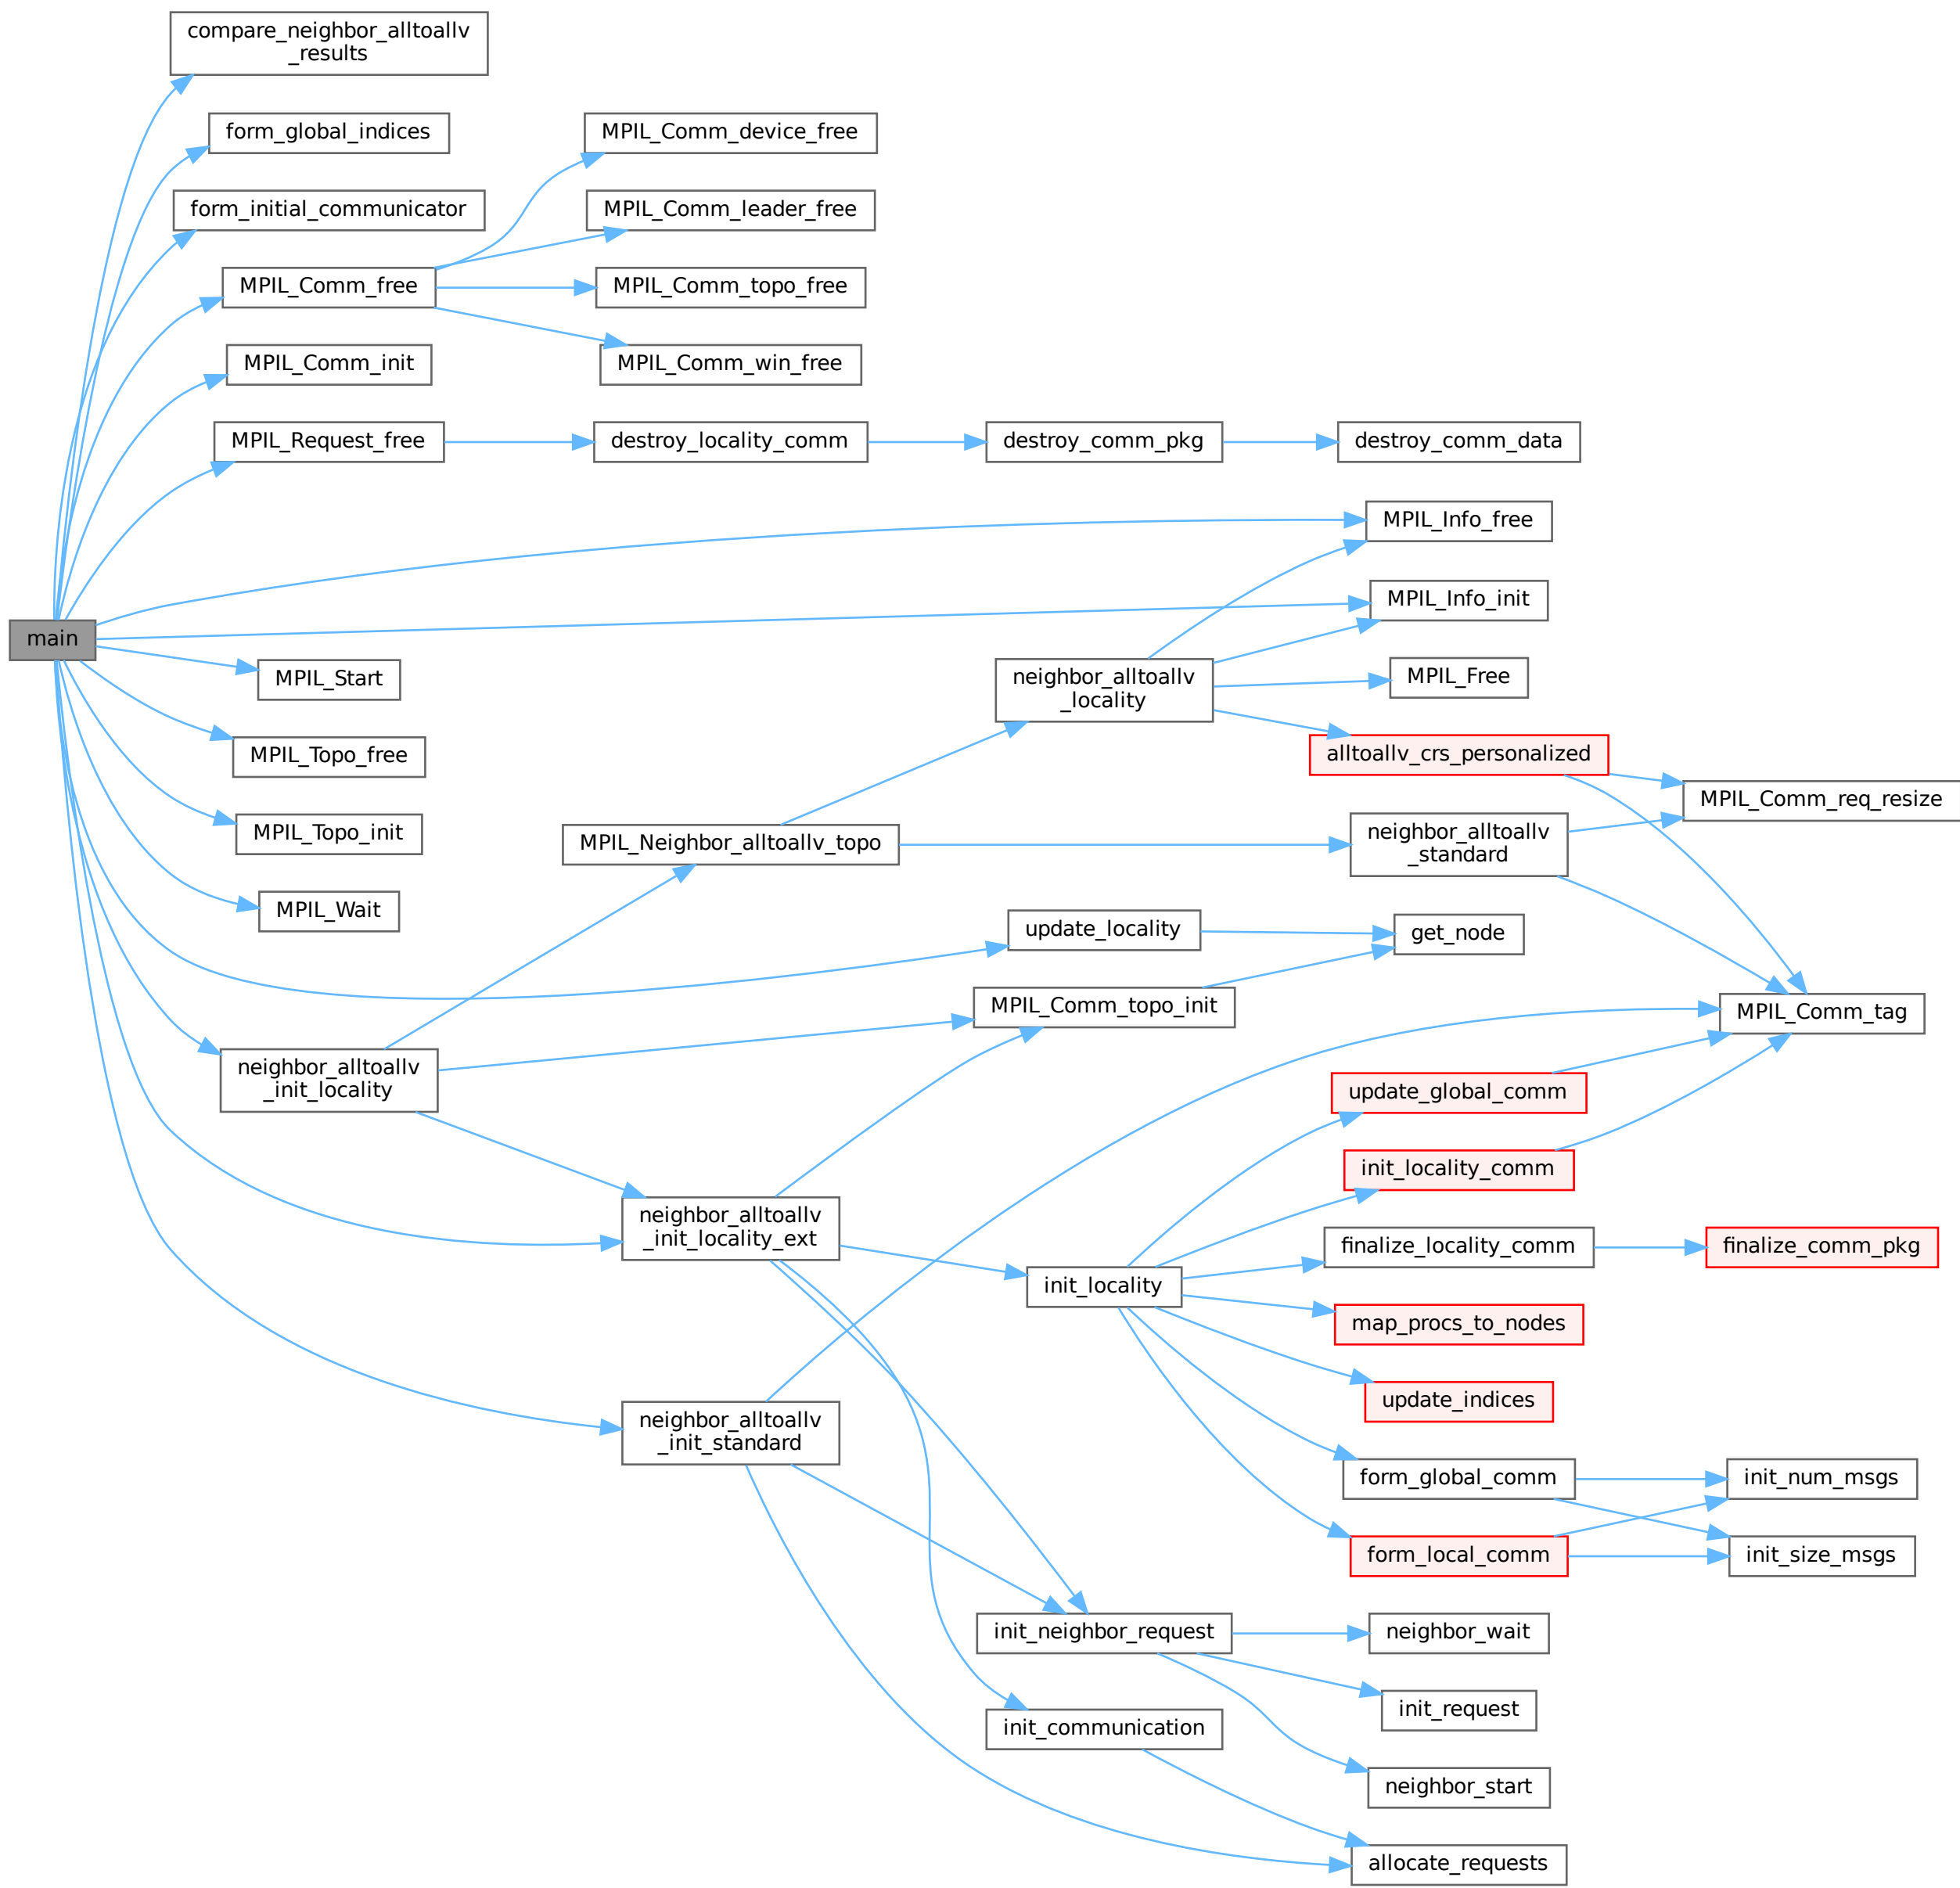 compare_neighbor_alltoallv
_results
form_global_indices
MPIL_Comm_device_free
form_initial_communicator
MPIL_Comm_leader_free
MPIL_Comm_free
MPIL_Comm_topo_free
MPIL_Comm_init
MPIL_Comm_win_free
MPIL_Request_free
destroy_locality_comm
destroy_comm_pkg
destroy_comm_data
MPIL_Info_free
MPIL_Info_init
main
MPIL_Start
neighbor_alltoallv
_locality
MPIL_Free
MPIL_Topo_free
alltoallv_crs_personalized
MPIL_Comm_req_resize
MPIL_Topo_init
MPIL_Neighbor_alltoallv_topo
neighbor_alltoallv
_standard
MPIL_Wait
update_locality
get_node
MPIL_Comm_topo_init
MPIL_Comm_tag
neighbor_alltoallv
_init_locality
update_global_comm
init_locality_comm
neighbor_alltoallv
_init_locality_ext
finalize_locality_comm
finalize_comm_pkg
init_locality
map_procs_to_nodes
update_indices
neighbor_alltoallv
_init_standard
form_global_comm
init_num_msgs
form_local_comm
init_size_msgs
init_neighbor_request
neighbor_wait
init_request
init_communication
neighbor_start
allocate_requests